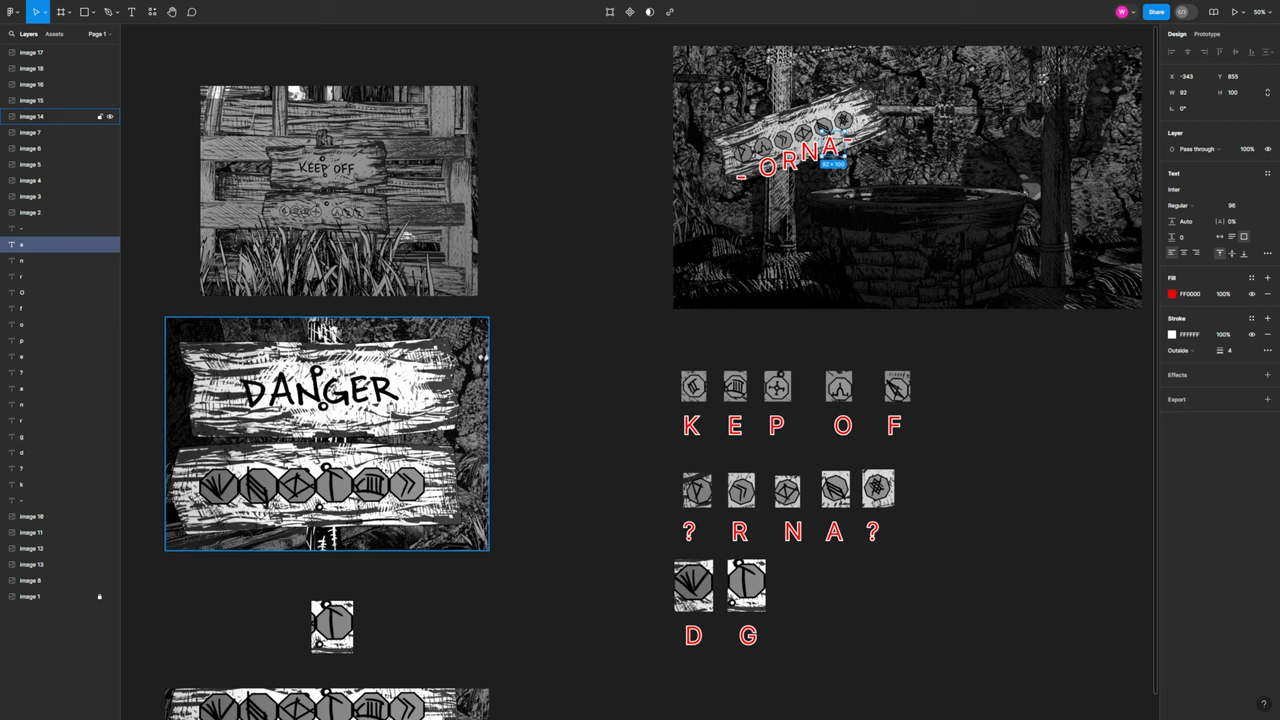 Layers
Assets
Page 1
Share
50%
image 17
image 18
image 16
image 15
image 14
image 7
image 6
image 5
image 4
image 3
image 2
-
a
n
r
O
f
o
p
e
?
a
n
r
g
d
?
k
-
image 10
image 11
image 12
image 13
image 8
image 1
KEEP OFF
DANGER
- ORNA-
92 × 100
K E P O F
? R N A ?
D G
Design
Prototype
X -343
Y 855
W 92
H 100
0°
Layer
Pass through
100%
Text
Inter
Regular
96
Auto
0%
0
Fill
FF0000
100%
Stroke
FFFFFF
100%
Outside
4
Effects
Export
?